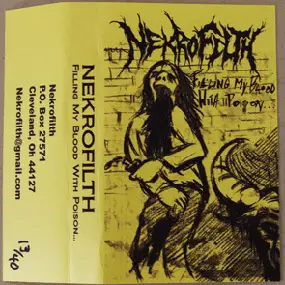 NEKROFILTH
FILLING MY BLOOD
WITH POISON...
NEKROFILTH
FILLING MY BLOOD WITH POISON...
Nekrofilth
P.O. Box 27571
Cleveland, Oh 44127
Nekrofilth@gmail.com
13/40